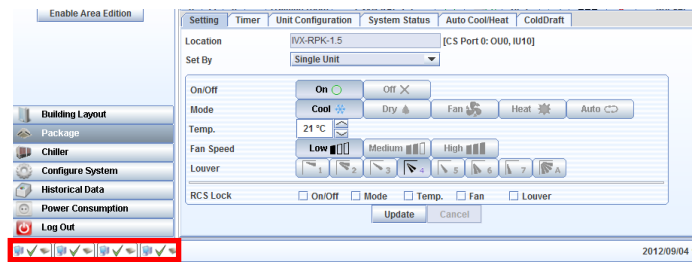 Enable Area Edition
Setting Timer Unit Configuration System Status Auto Cool/Heat ColdDraft
Location IVX-RPK-1.5 [CS Port 0: OU0, IU10]
Set By Single Unit
On/Off On Off
Mode Cool Dry Fan Heat Auto
Temp. 21 °C
Fan Speed Low Medium High
Louver 1 2 3 4 5 6 7 A
RCS Lock On/Off Mode Temp. Fan Louver
Update Cancel
Building Layout
Package
Chiller
Configure System
Historical Data
Power Consumption
Log Out
2012/09/04